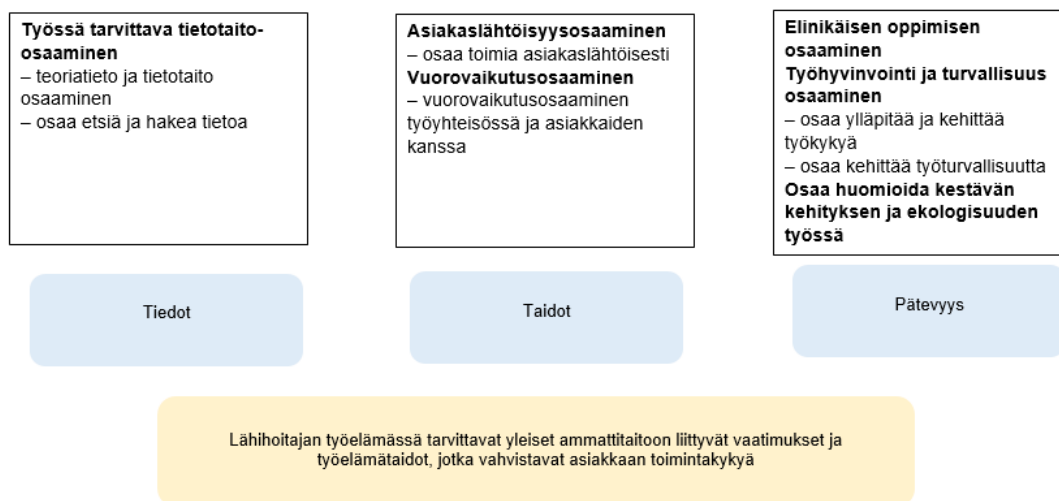 Työssä tarvittava tietotaito-
osaaminen
– teoriatieto ja tietotaito
osaaminen
– osaa etsiä ja hakea tietoa
Asiakaslähtöisyysosaaminen
– osaa toimia asiakaslähtöisesti
Vuorovaikutusosaaminen
– vuorovaikutusosaaminen
työyhteisössä ja asiakkaiden
kanssa
Elinikäisen oppimisen
osaaminen
Työhyvinvointi ja turvallisuus
osaaminen
– osaa ylläpitää ja kehittää
työkykyä
– osaa kehittää työturvallisuutta
Osaa huomioida kestävän
kehityksen ja ekologisuuden
työssä
Tiedot
Taidot
Pätevyys
Lähihoitajan työelämässä tarvittavat yleiset ammattitaitoon liittyvät vaatimukset ja
työelämätaidot, jotka vahvistavat asiakkaan toimintakykyä